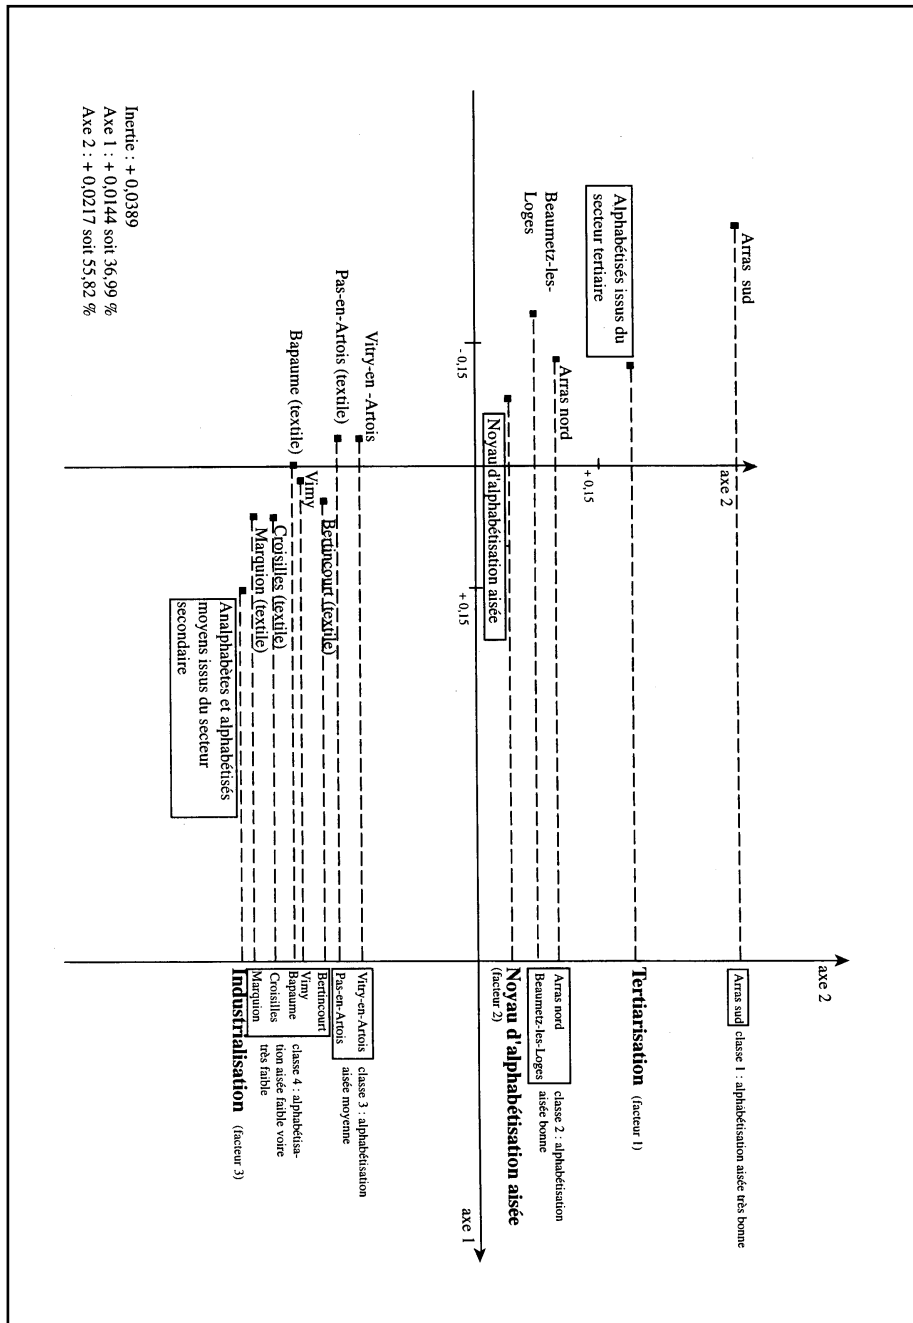 axe 2
axe 2
Arras sud
Arras sud
classe 1 : alphabétisation aisée très bonne
Alphabétisés issus du
secteur tertiaire
Tertiarisation (facteur 1)
+ 0,15
Beaumetz-les-
Loges
Arras nord
Arras nord
Beaumetz-les-Loges
classe 2 : alphabétisation
aisée bonne
Noyau d'alphabétisation aisée
Noyau d'alphabétisation aisée
(facteur 2)
- 0,15
+ 0,15
axe 1
Vitry-en -Artois
Pas-en-Artois (textile)
Bertincourt (textile)
Vimy
Bapaume (textile)
Croisilles (textile)
Marquion (textile)
Vitry-en-Artois
Pas-en-Artois
classe 3 : alphabétisation
aisée moyenne
Bertincourt
Vimy
Bapaume
Croisilles
Marquion
classe 4 : alphabétisa-
tion aisée faible voire
très faible
Industrialisation (facteur 3)
Analphabètes et alphabétisés
moyens issus du secteur
secondaire
Inertie : + 0,0389
Axe 1 : + 0,0144 soit 36,99 %
Axe 2 : + 0,0217 soit 55,82 %